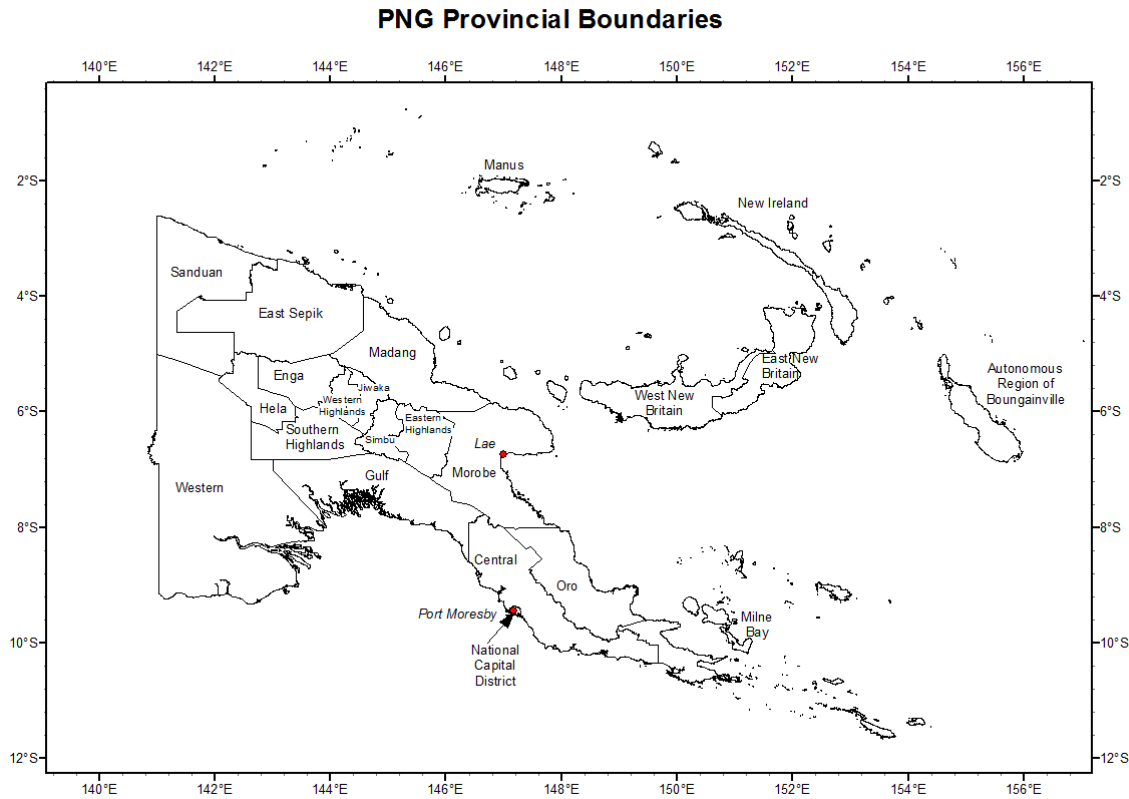 PNG Provincial Boundaries
140°E 142°E 144°E 146°E 148°E 150°E 152°E 154°E 156°E
Manus
2°S 2°S
New Ireland
Sanduan
4°S 4°S
East Sepik
Madang
East New
Britain
Enga
Autonomous
Region of
Boungainville
Jiwaka
Western
Highlands
West New
Britain
Hela
6°S 6°S
Eastern
Highlands
Southern
Highlands
Simbu
Lae
Morobe
Gulf
Western
8°S 8°S
Central
Oro
Port Moresby
Milne
Bay
10°S 10°S
National
Capital
District
12°S 12°S
140°E 142°E 144°E 146°E 148°E 150°E 152°E 154°E 156°E